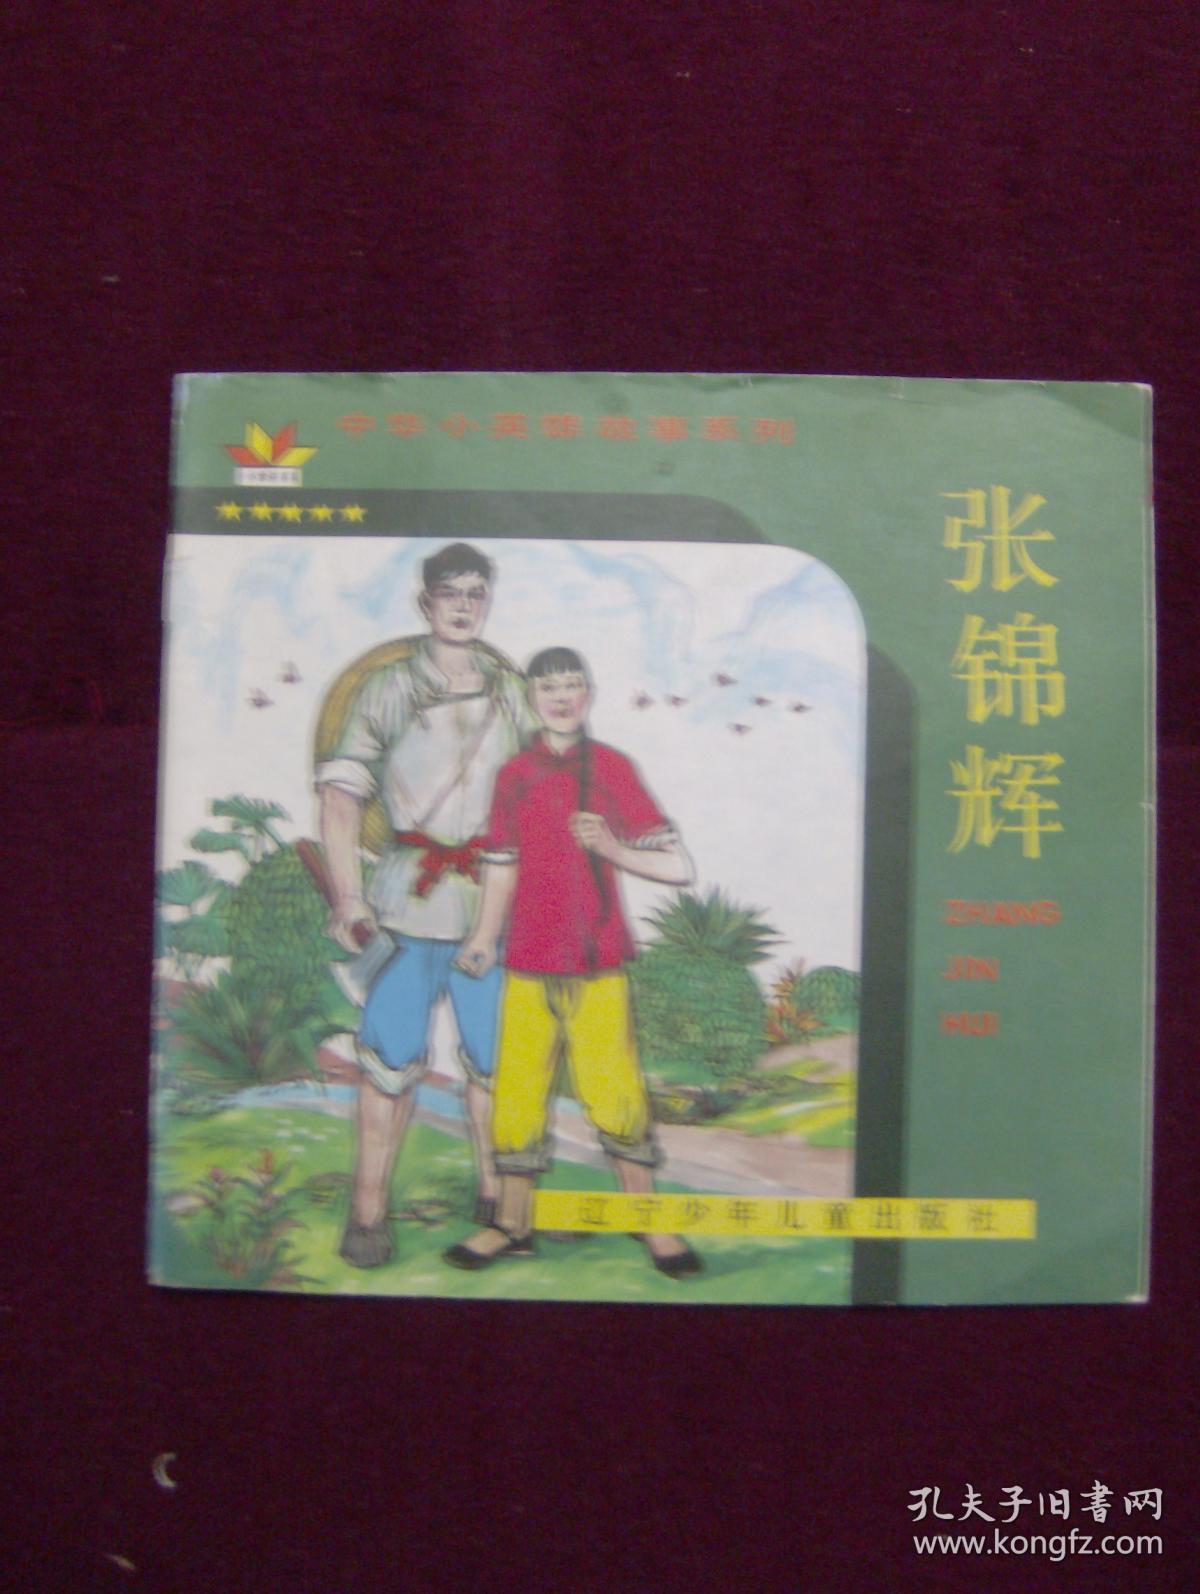 中华小英雄故事系列
张锦辉
ZHANG
JIN
HUI
辽宁少年儿童出版社
孔夫子旧書网
www.kongfz.com